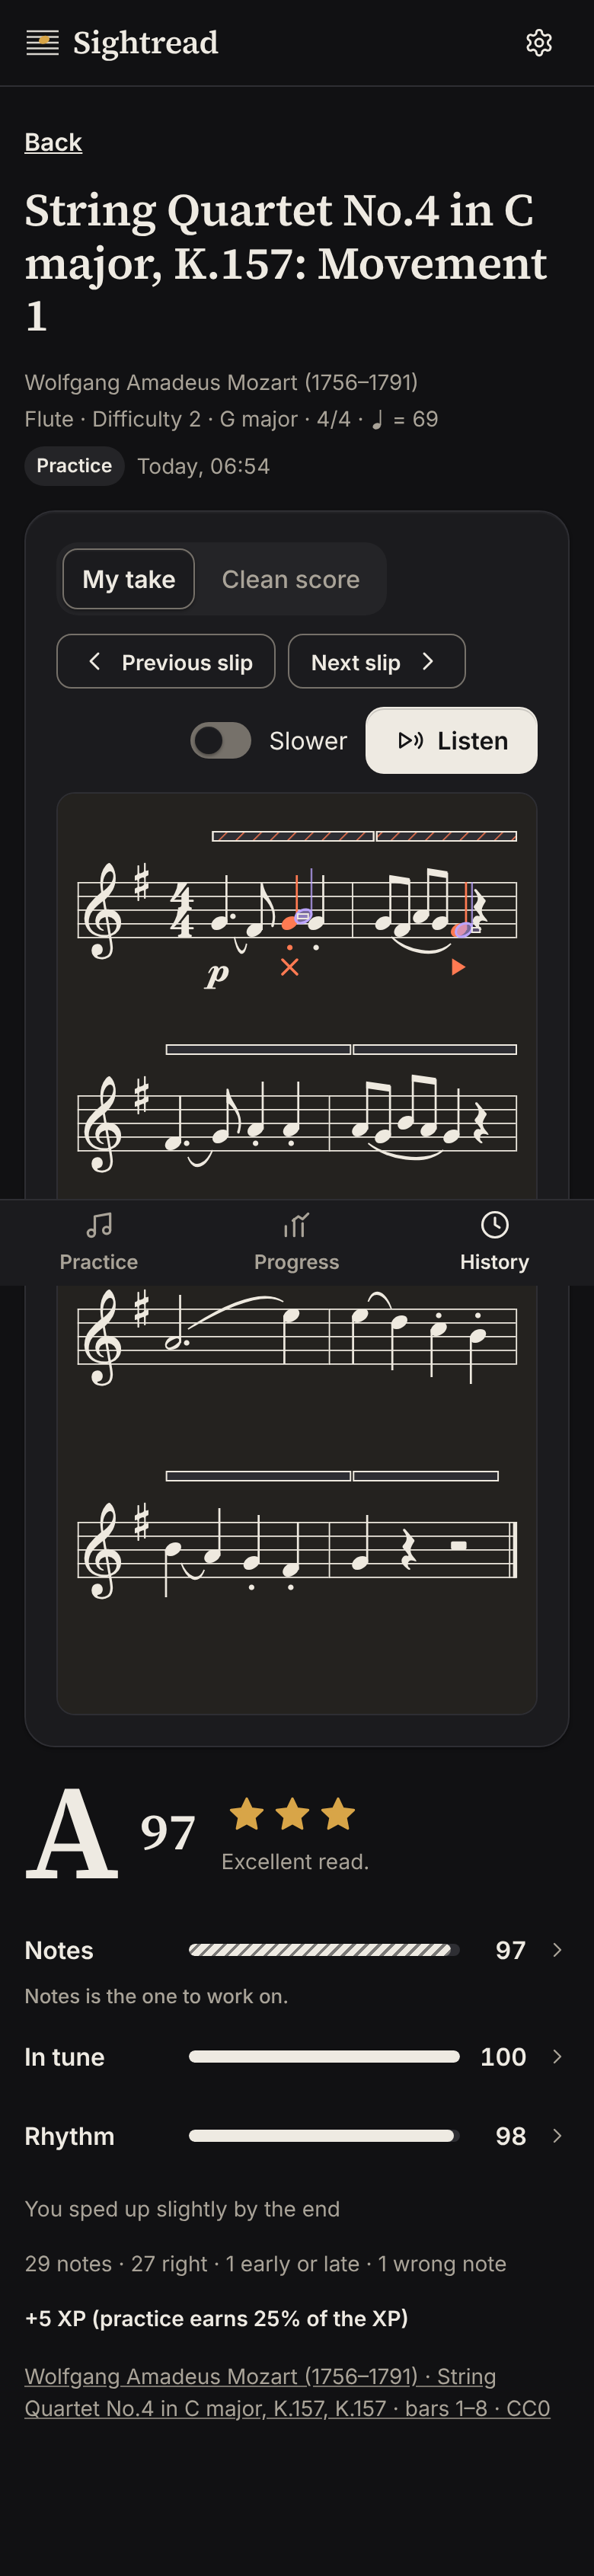 Sightread
Back
String Quartet No.4 in C
major, K.157: Movement
1
Wolfgang Amadeus Mozart (1756–1791)
Flute · Difficulty 2 · G major · 4/4 · ♩ = 69
Practice Today, 06:54
My take Clean score
Previous slip Next slip
Slower Listen
4
4
p
Practice Progress History
A 97
Excellent read.
Notes 97
Notes is the one to work on.
In tune 100
Rhythm 98
You sped up slightly by the end
29 notes · 27 right · 1 early or late · 1 wrong note
+5 XP (practice earns 25% of the XP)
Wolfgang Amadeus Mozart (1756–1791) · String
Quartet No.4 in C major, K.157, K.157 · bars 1–8 · CC0